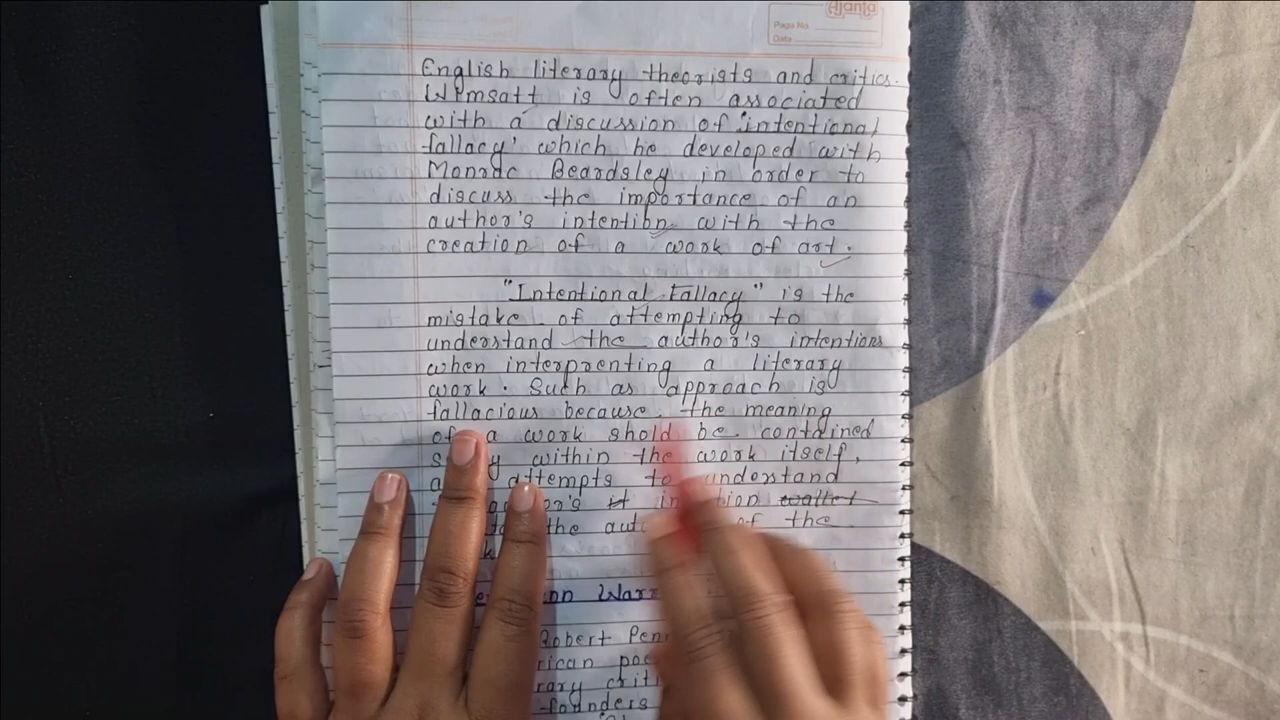 Ajanta
Page No.
Date
English literary theorists and critics.
Wimsatt is often associated
with a discussion of 'intentional
fallacy' which he developed with
Monroe Beardsley in order to
discuss the importance of an
author's intention with the
creation of a work of art.
"Intentional Fallacy" is the
mistake of attempting to
understand the author's intentions
when interprenting a literary
work. Such as approach is
fallacious because the meaning
of a work shold be contained
within the work itself,
attempts to understand
intion
the of the
Robert